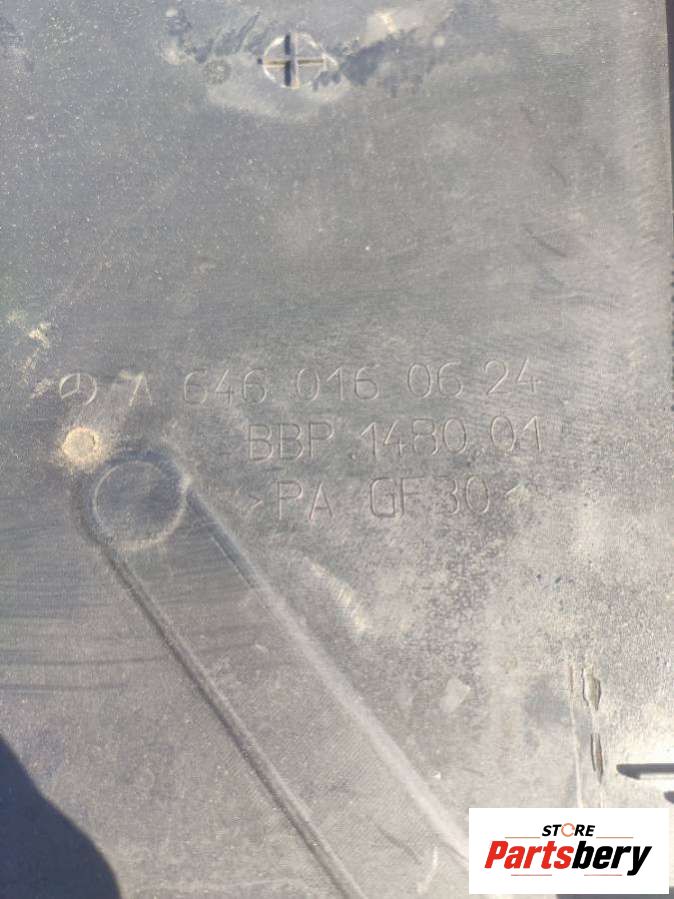 A 646 016 06 24
BBP.1480.01
>PA GF30<
STORE
Partsbery